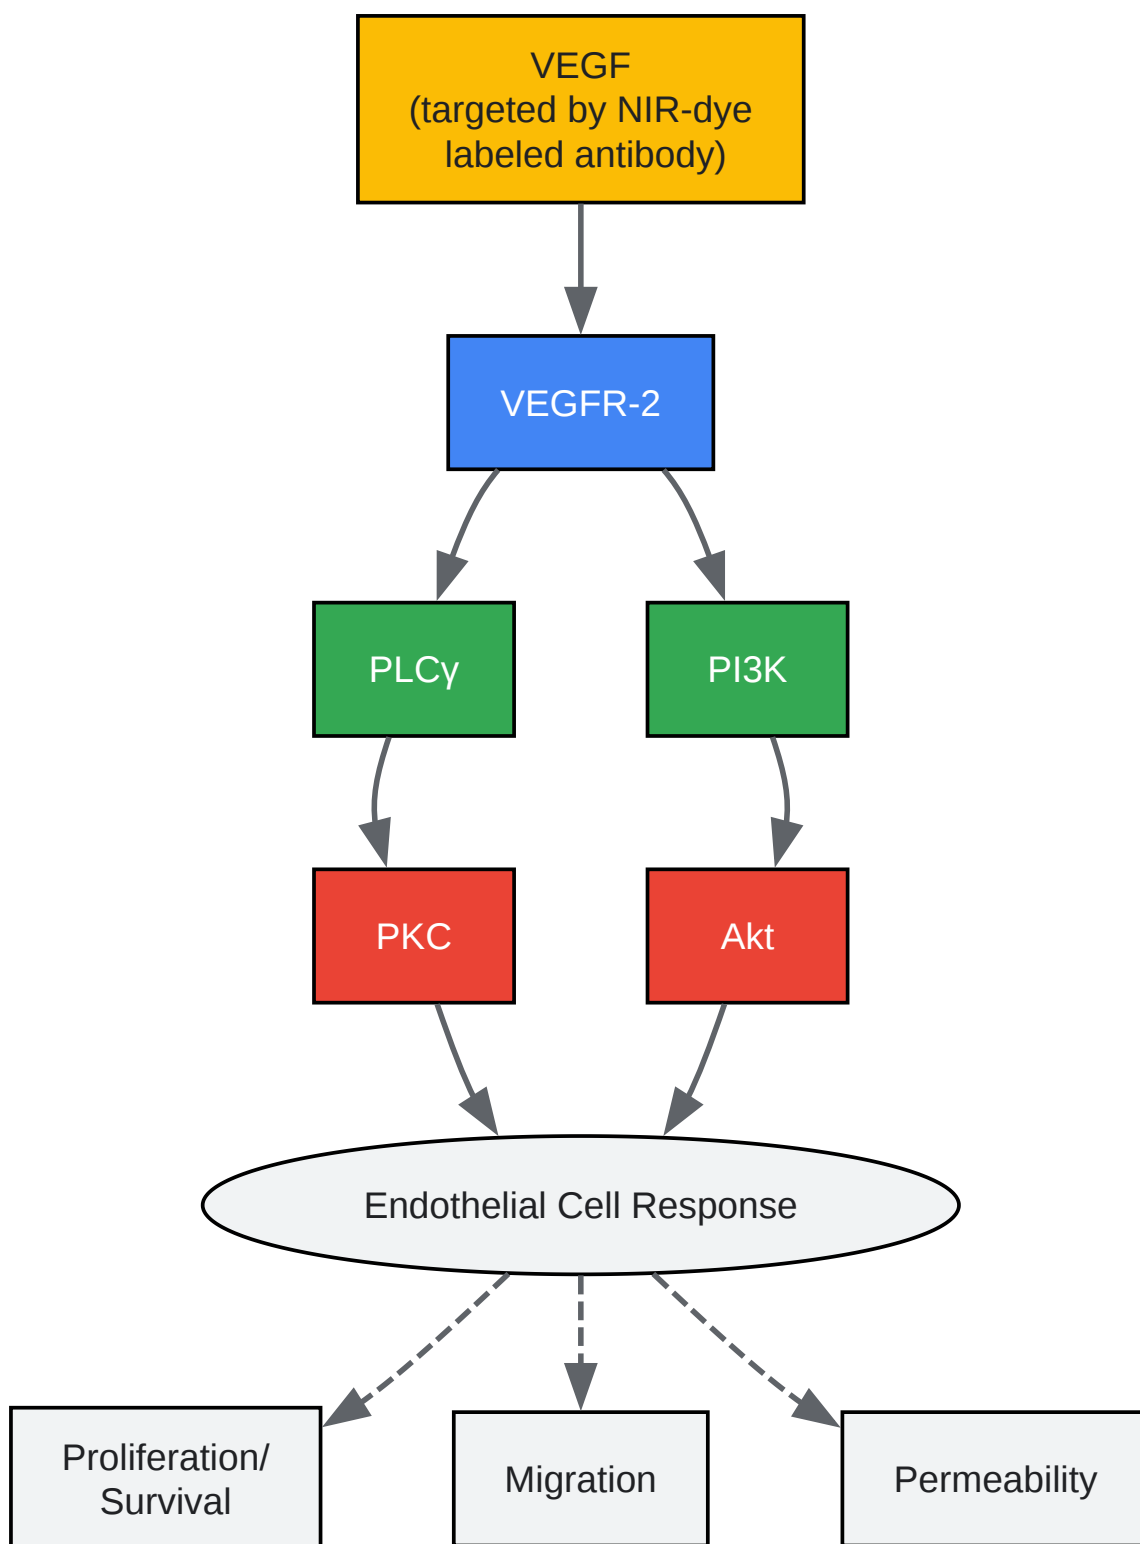 VEGF
(targeted by NIR-dye
labeled antibody)
VEGFR-2
PLCγ
PI3K
PKC
Akt
Endothelial Cell Response
Proliferation/
Survival
Migration
Permeability